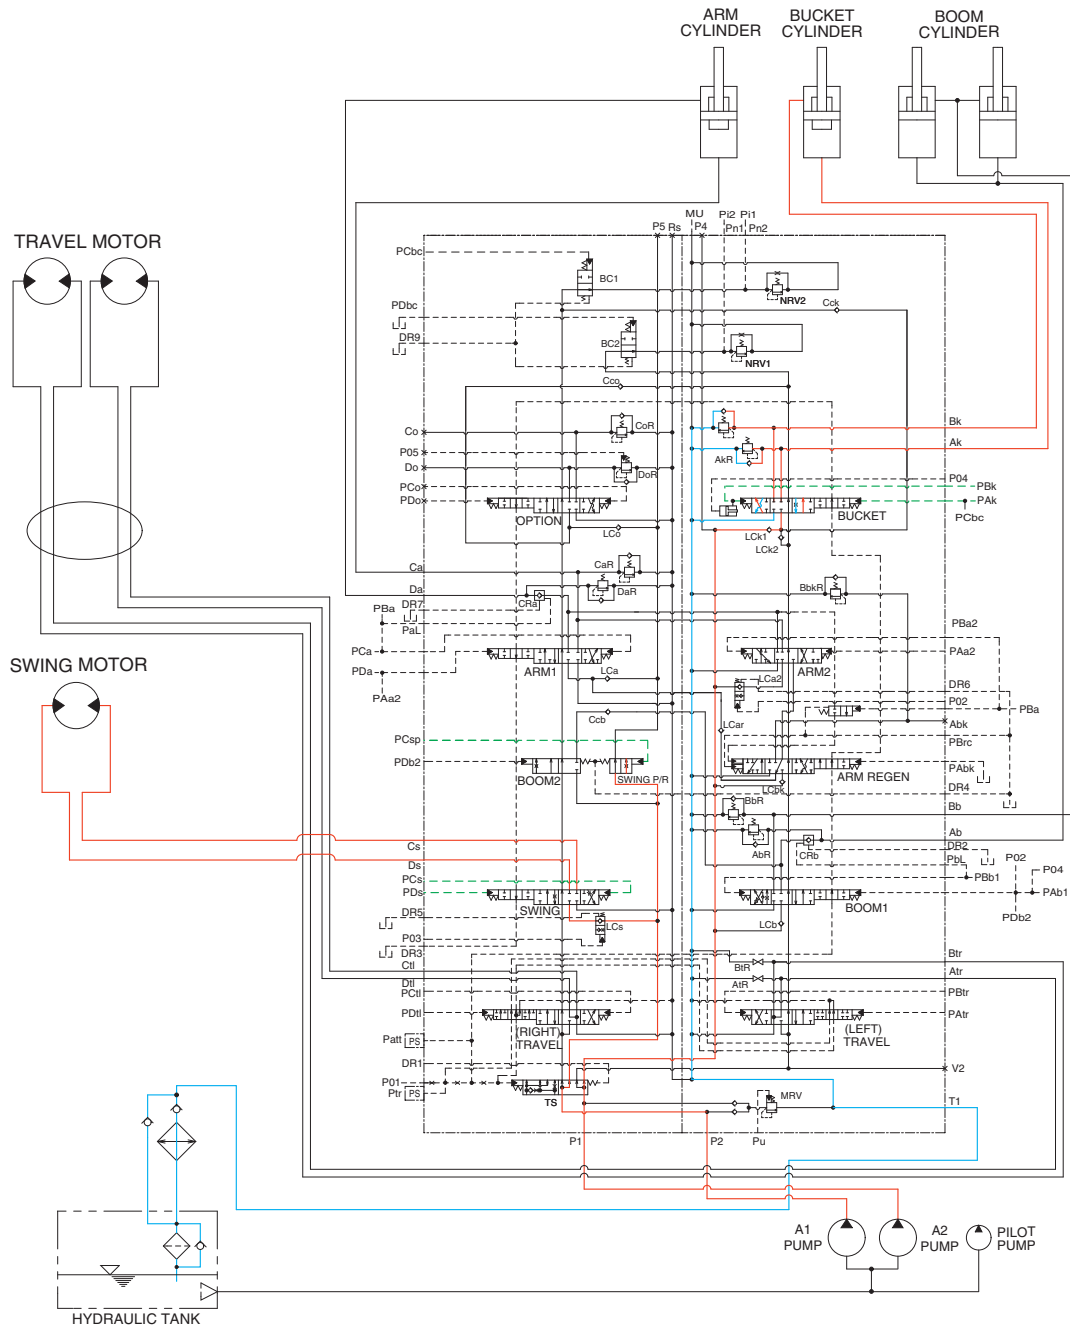 ARM
CYLINDER
BUCKET
CYLINDER
BOOM
CYLINDER
TRAVEL MOTOR
SWING MOTOR
P5 Rs
MU
P4
Pi2
Pi1
Pn1
Pn2
PCbc
BC1
NRV2
Cck
PDbc
DR9
BC2
NRV1
Cco
Co
CoR
Bk
Ak
P05
Do
DoR
AkR
P04
PCo
PBk
PDo
PAk
PCbc
OPTION
BUCKET
LCo
LCk1
LCk2
Ca
CaR
Da
DaR
CRa
BbkR
DR7
PBa
PaL
PBa2
PCa
PAa2
PDa
ARM1
ARM2
PAa2
LCa
LCa2
DR6
P02
PBa
Ccb
LCar
Abk
PCsp
PBrc
PDb2
PAbk
BOOM2
SWING P/R
ARM REGEN
LCbk
DR4
BbR
Bb
Ab
AbR
CRb
DR2
Cs
Ds
PbL
P02
P04
PCs
PBb1
PDs
PAb1
SWING
BOOM1
PDb2
DR5
LCs
LCb
P03
DR3
Btr
BtR
Ctl
Atr
AtR
Dtl
PCtl
PBtr
PDtl
PAtr
(RIGHT)
TRAVEL
(LEFT)
TRAVEL
Patt PS
DR1
V2
P01
Ptr PS
TS
MRV
T1
P1
P2
Pu
A1
PUMP
A2
PUMP
PILOT
PUMP
HYDRAULIC TANK